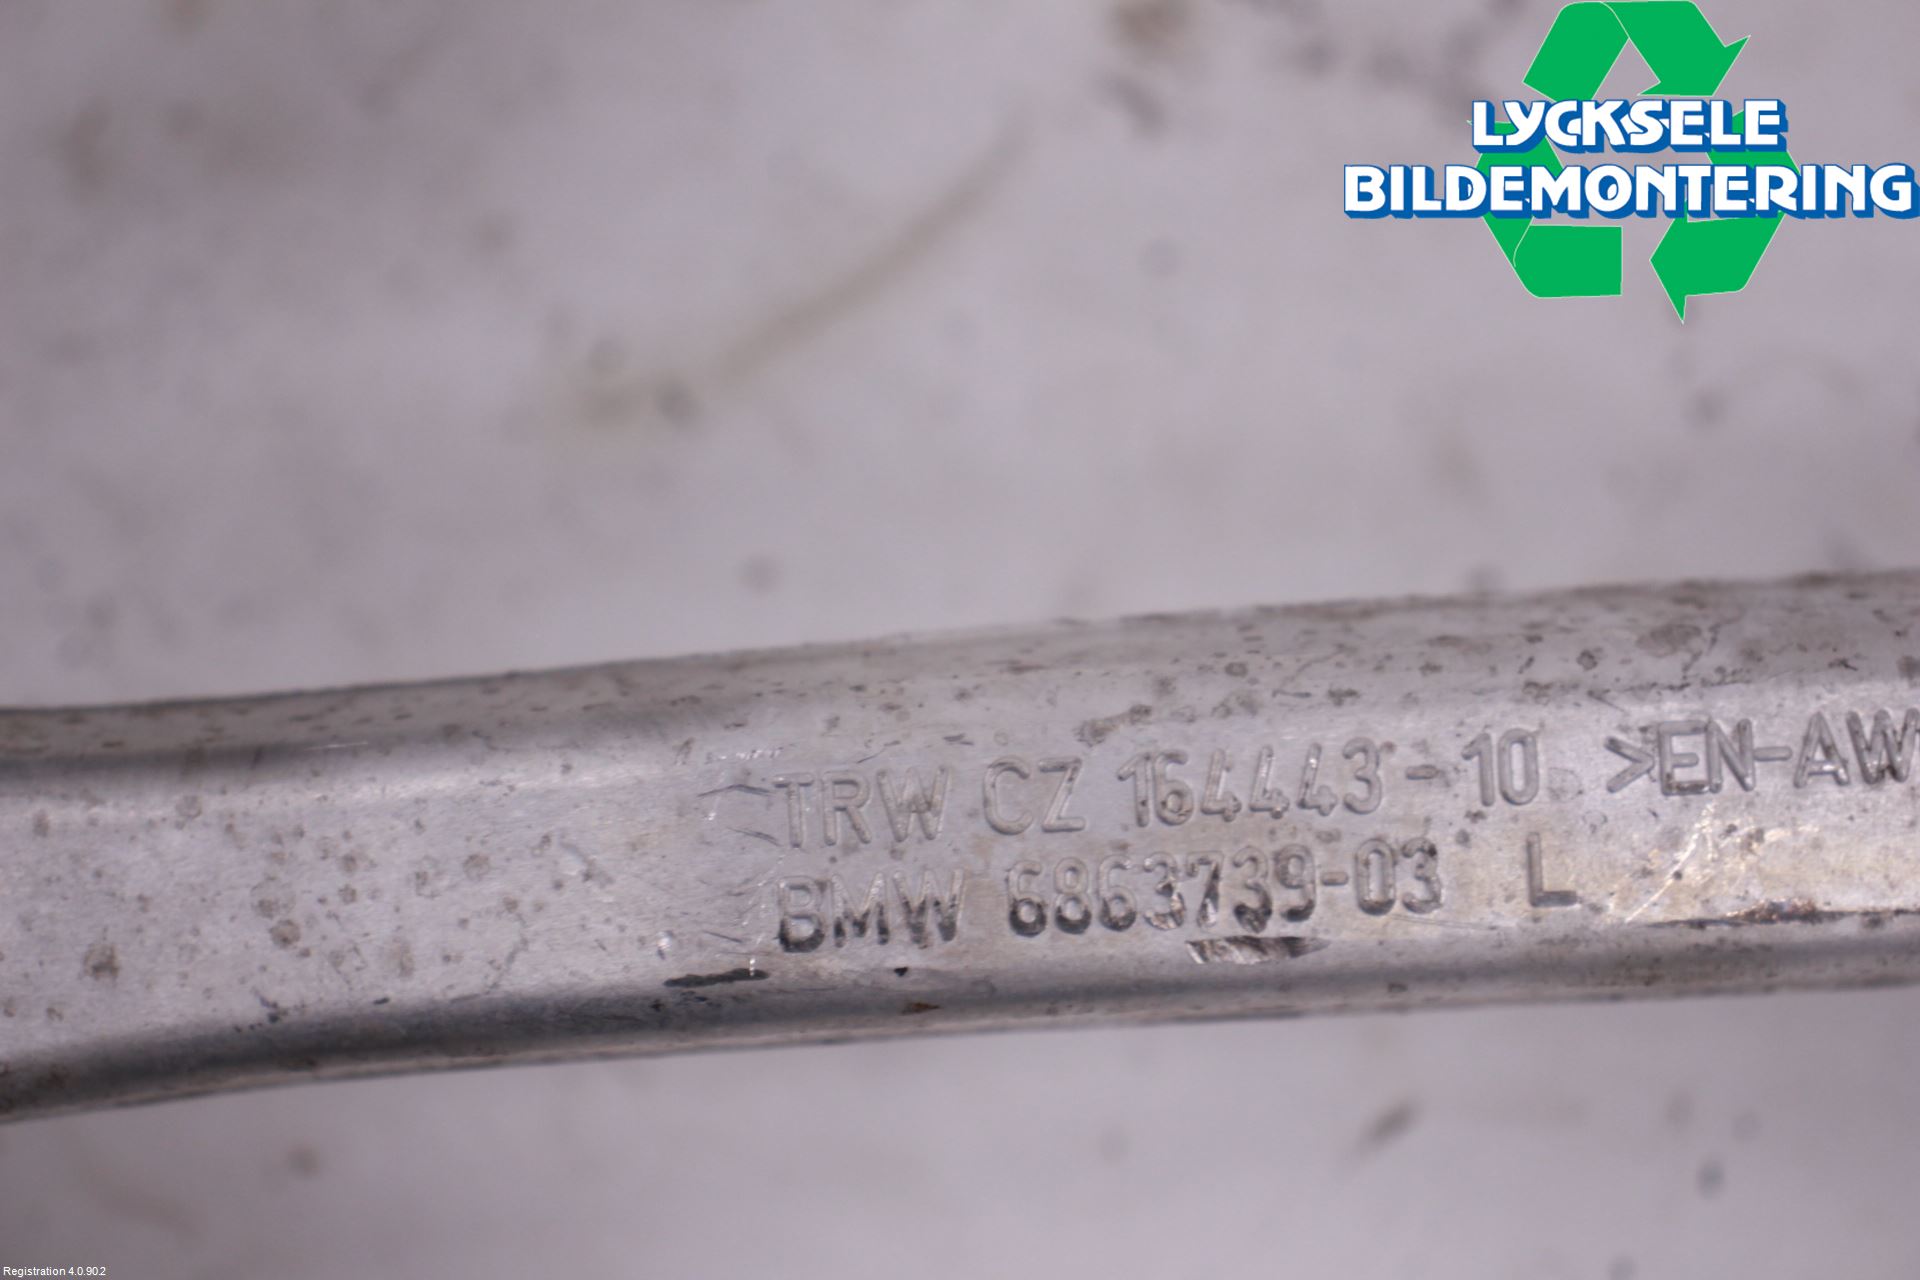 LYCKSELE
BILDEMONTERING
TRW CZ 164443-10 >EN-AW
BMW 6863739-03 L
Registration 4.0.90.2